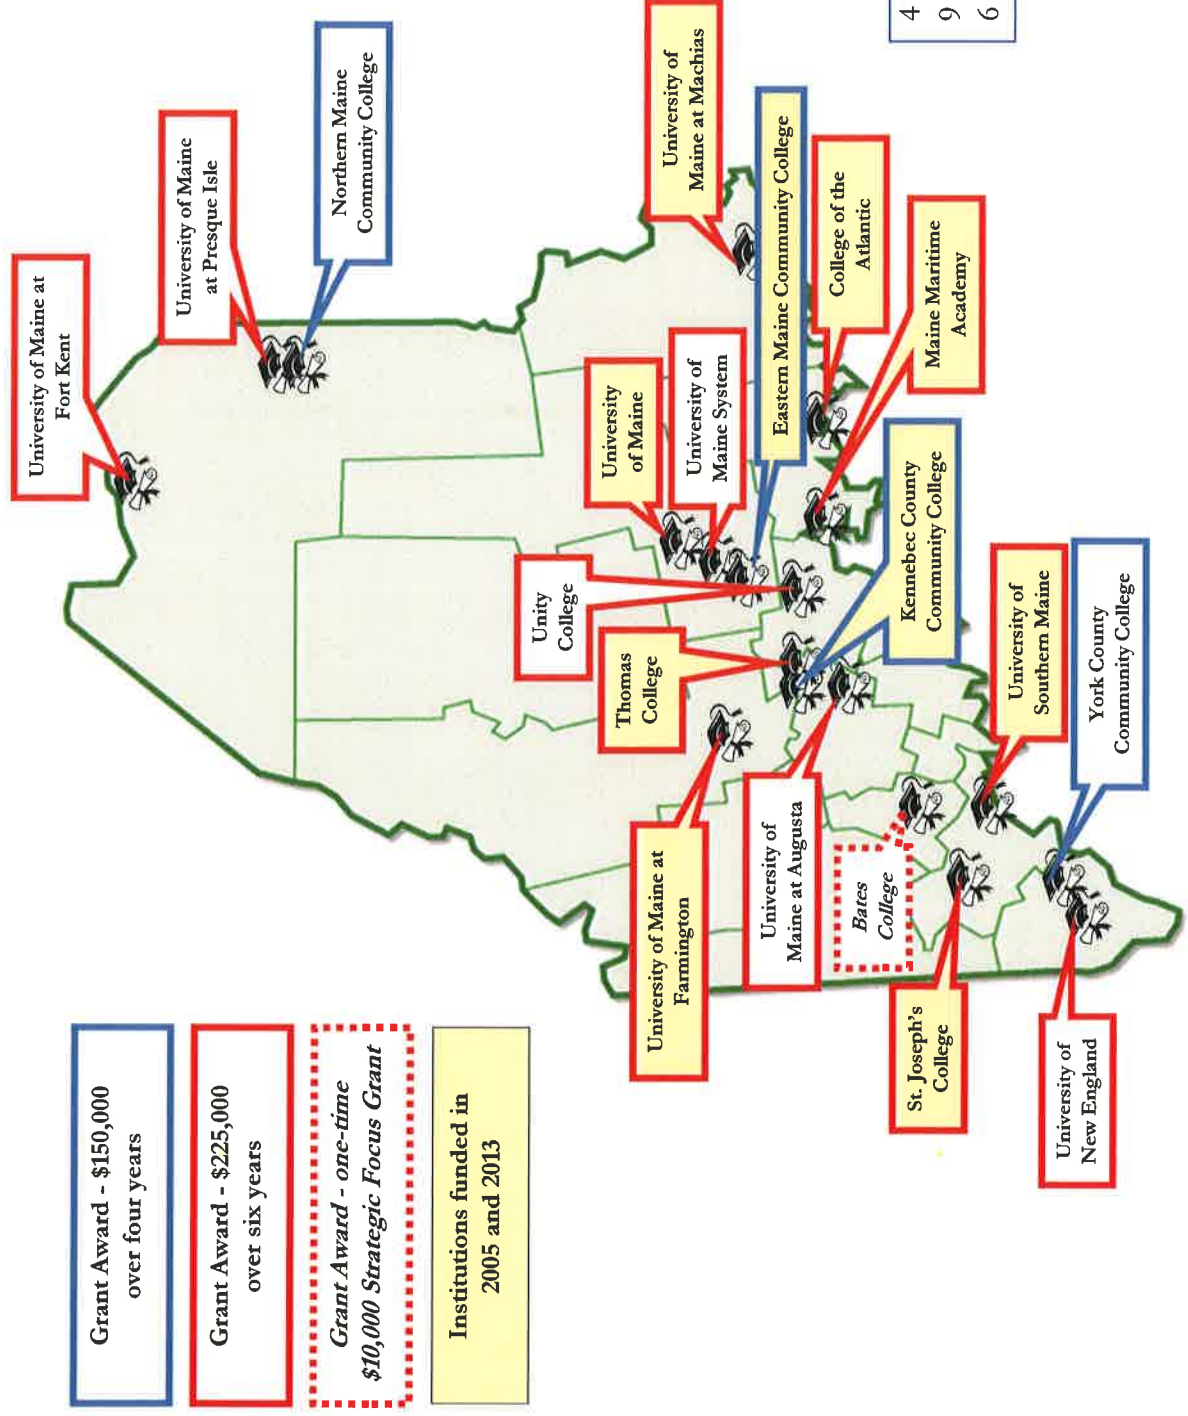 Grant Award - $150,000
over four years
Grant Award - $225,000
over six years
Grant Award - one-time
$10,000 Strategic Focus Grant
Institutions funded in
2005 and 2013
University of Maine at
Fort Kent
University of Maine
at Presque Isle
Northern Maine
Community College
Unity
College
University
of Maine
University of
Maine System
University of
Maine at Machias
Thomas
College
University of Maine at
Farmington
University of
Maine at Augusta
Eastern Maine Community College
College of the
Atlantic
Bates
College
Kennebec County
Community College
Maine Maritime
Academy
St. Joseph's
College
University of
Southern Maine
University of
New England
York County
Community College
4
9
6